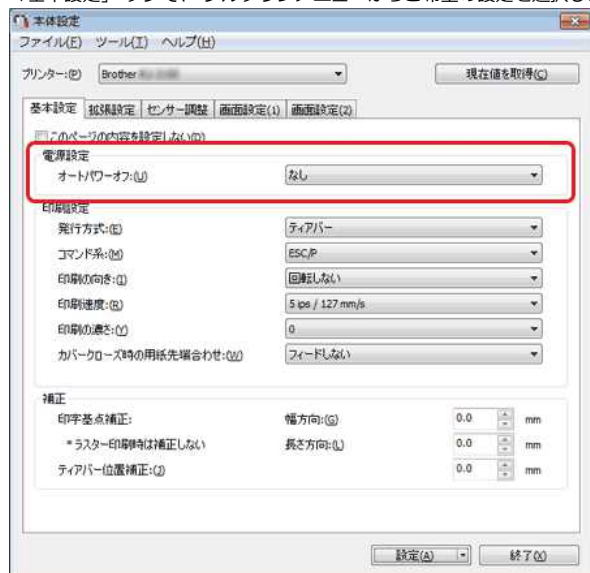 本体設定
ファイル(F) ツール(I) ヘルプ(H)
プリンター:(P) Brother 現在値を取得(C)
基本設定 拡張設定 センサー調整 画面設定(1) 画面設定(2)
このページの内容を設定しない(D)
電源設定
オートパワーオフ:(U) なし
印刷設定
発行方式:(E) ティアバー
コマンド系:(M) ESC/P
印刷の向き:(I) 回転しない
印刷速度:(R) 5 ips / 127 mm/s
印刷の濃さ:(Y) 0
カバークローズ時の用紙先端合わせ:(W) フィードしない
補正
印字基点補正: 幅方向:(G) 0.0 mm
*ラスター印刷時は補正しない 長さ方向:(L) 0.0 mm
ティアバー位置補正:(J) 0.0 mm
設定(A) 終了(X)